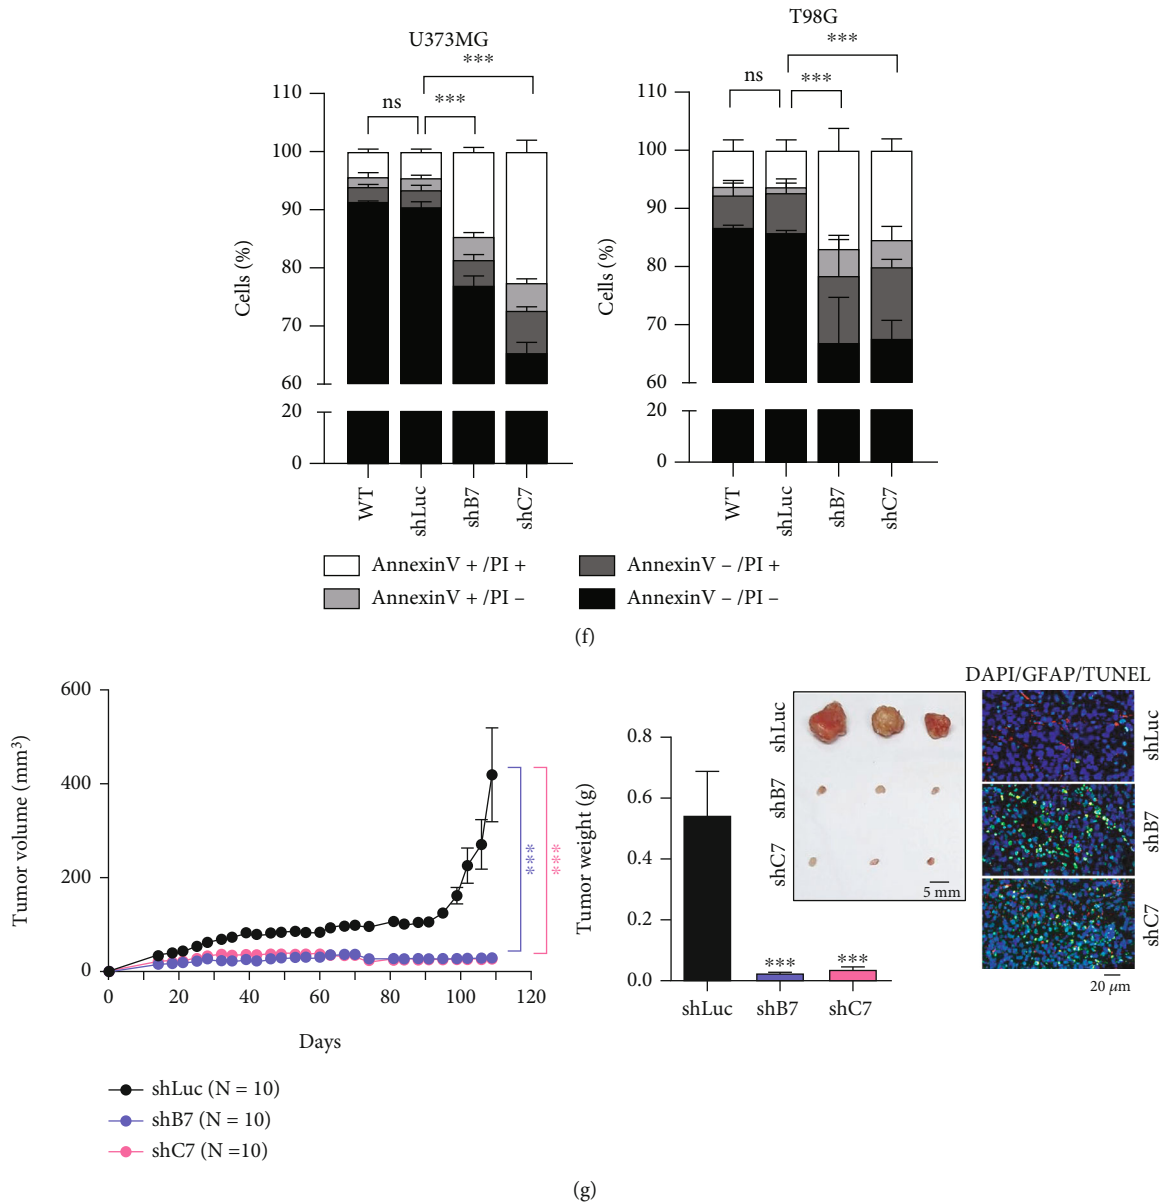 U373MG
***
ns
***
110
100
90
80
70
60
20
0
Cells (%)
WT
shLuc
shB7
shC7
T98G
***
ns
***
110
100
90
80
70
60
20
0
Cells (%)
WT
shLuc
shB7
shC7
AnnexinV + /PI +
AnnexinV – /PI +
AnnexinV + /PI –
AnnexinV – /PI –
(f)
600
400
200
0
Tumor volume (mm³)
0
20
40
60
80
100
120
Days
***
***
shLuc (N = 10)
shB7 (N = 10)
shC7 (N =10)
0.8
0.6
0.4
0.2
0.0
Tumor weight (g)
***
***
shLuc
shB7
shC7
shLuc
shB7
shC7
5 mm
DAPI/GFAP/TUNEL
shLuc
shB7
shC7
20 μm
(g)